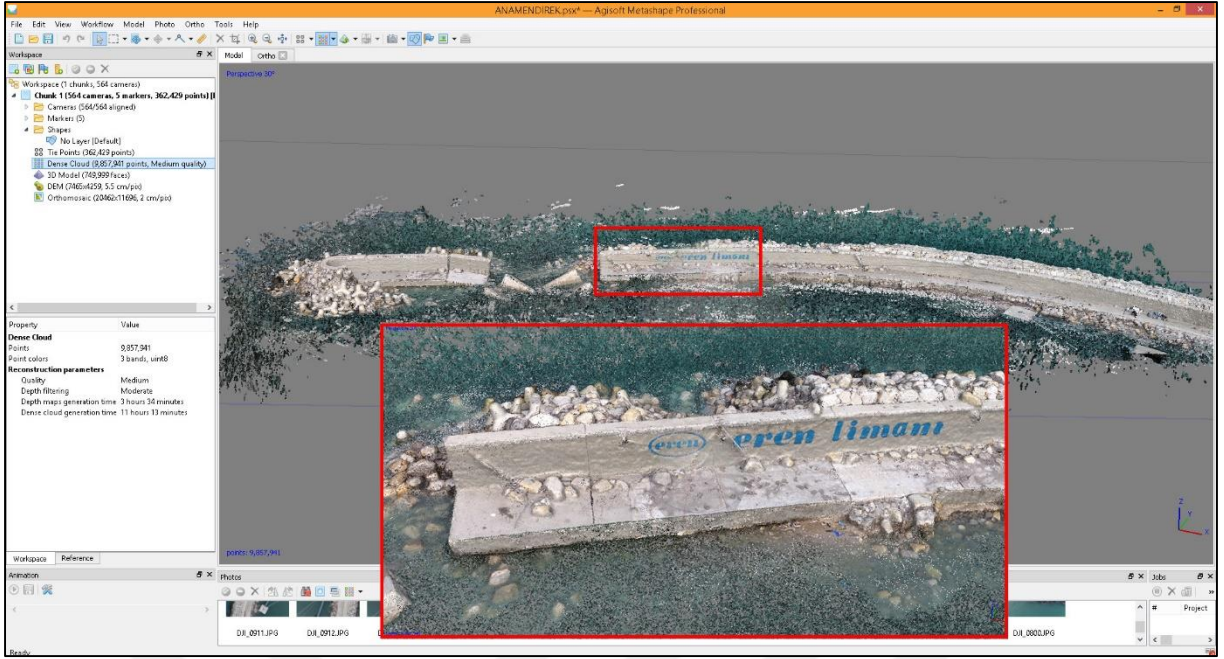 ANAMENDIREK.psx* — Agisoft Metashape Professional
File Edit View Workflow Model Photo Ortho Tools Help
Workspace
Model Ortho
Perspective 30°
Workspace (1 chunks, 564 cameras)
Chunk 1 (564 cameras, 5 markers, 362,429 points) [
Cameras (564/564 aligned)
Markers (5)
Shapes
No Layer [Default]
Tie Points (362,429 points)
Dense Cloud (9,857,941 points, Medium quality)
3D Model (749,999 faces)
DEM (7465x4259, 5.5 cm/pix)
Orthomosaic (20462x11696, 2 cm/pix)
eren eren limanı
Property Value
Dense Cloud
Points 9,857,941
Point colors 3 bands, uint8
Reconstruction parameters
Quality Medium
Depth filtering Moderate
Depth maps generation time 3 hours 34 minutes
Dense cloud generation time 11 hours 13 minutes
eren eren limanı
Z
Y
X
points: 9,857,941
Workspace Reference
Animation
Photos
Jobs
# Project
DJI_0911.JPG DJI_0912.JPG DJI_0800.JPG
Ready